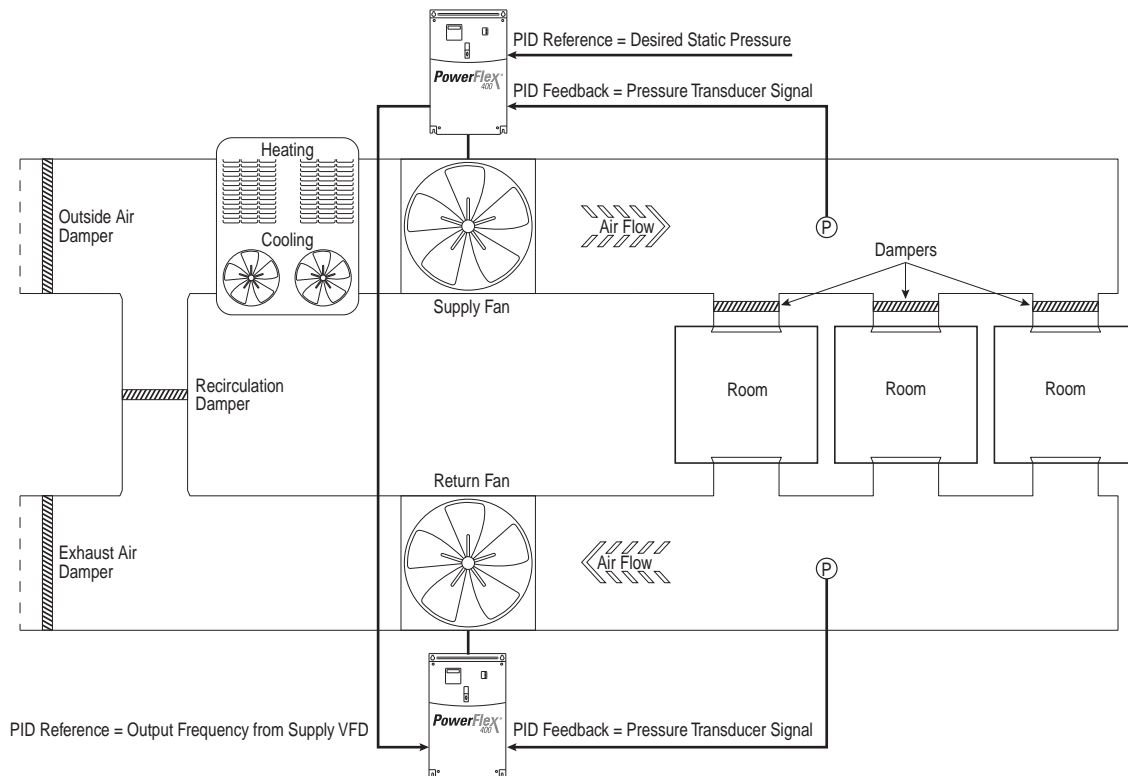 PID Reference = Desired Static Pressure
PowerFlex
400
PID Feedback = Pressure Transducer Signal
Heating
Outside Air
Damper
Cooling
Air Flow
P
Dampers
Supply Fan
Recirculation
Damper
Room
Room
Room
Return Fan
Exhaust Air
Damper
Air Flow
P
PID Reference = Output Frequency from Supply VFD
PowerFlex
400
PID Feedback = Pressure Transducer Signal